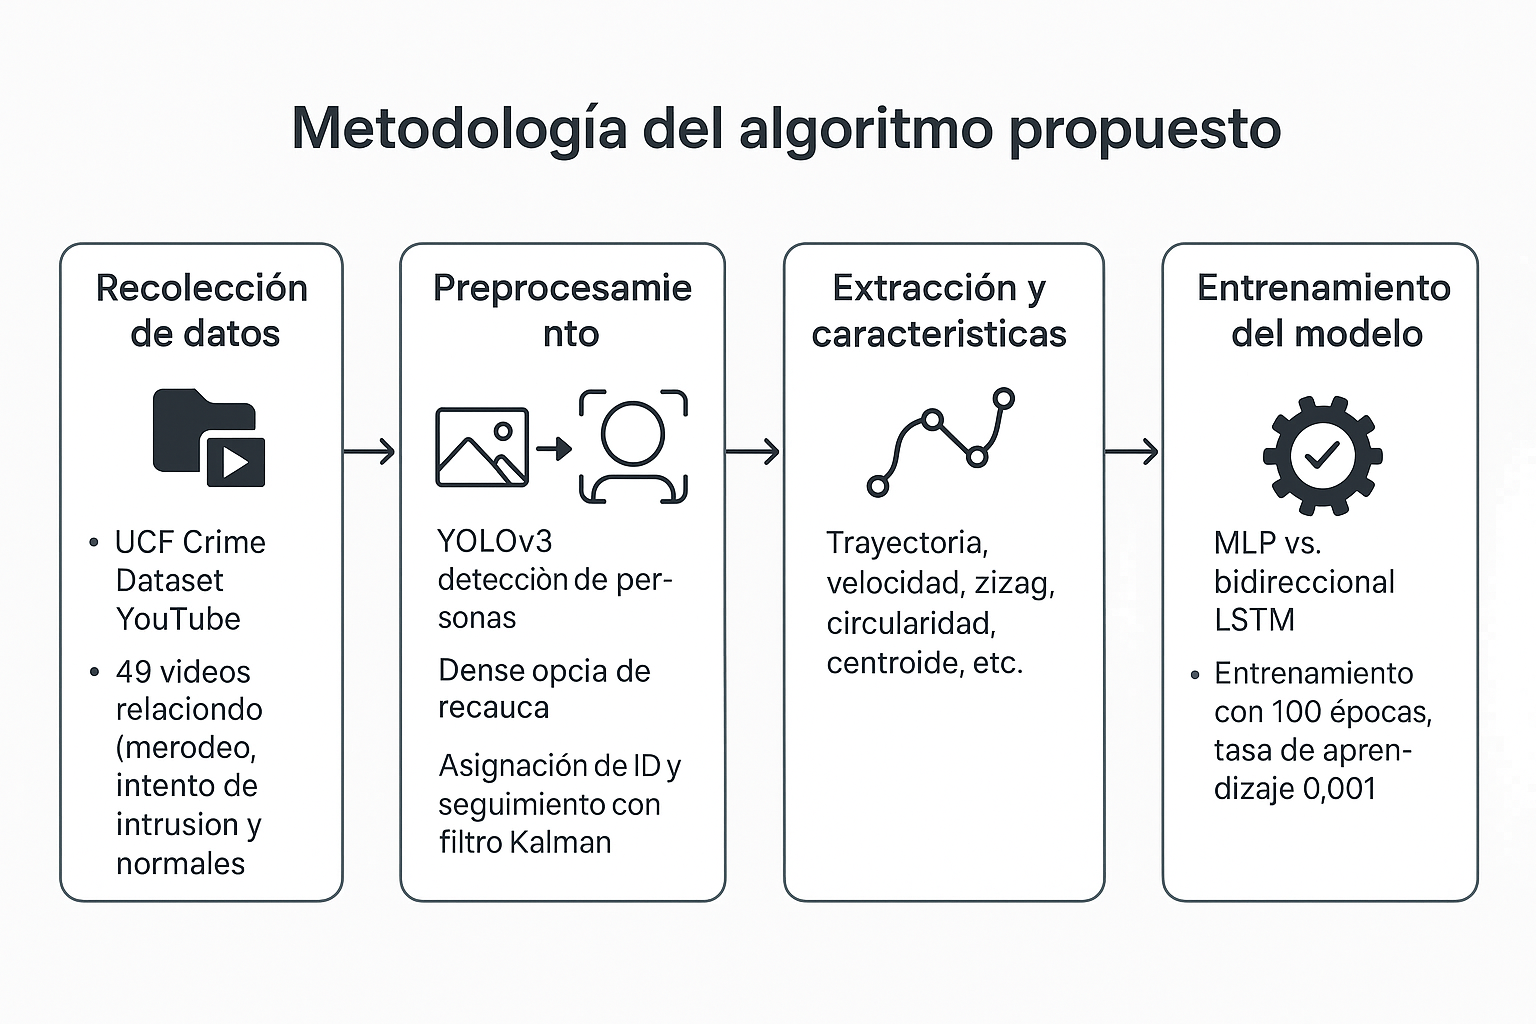 Metodología del algoritmo propuesto
Recolección
de datos
• UCF Crime
Dataset
YouTube
• 49 videos
relaciondo
(merodeo,
intento de
intrusion y
normales
Preprocesamie
nto
YOLOv3
detecciòn de per-
sonas
Dense opcia de
recauca
Asignación de ID y
seguimiento con
filtro Kalman
Extracción y
caracteristicas
Trayectoria,
velocidad, zizag,
circularidad,
centroide, etc.
Entrenamiento
del modelo
MLP vs.
bidireccional
LSTM
• Entrenamiento
con 100 épocas,
tasa de apren-
dizaje 0,001